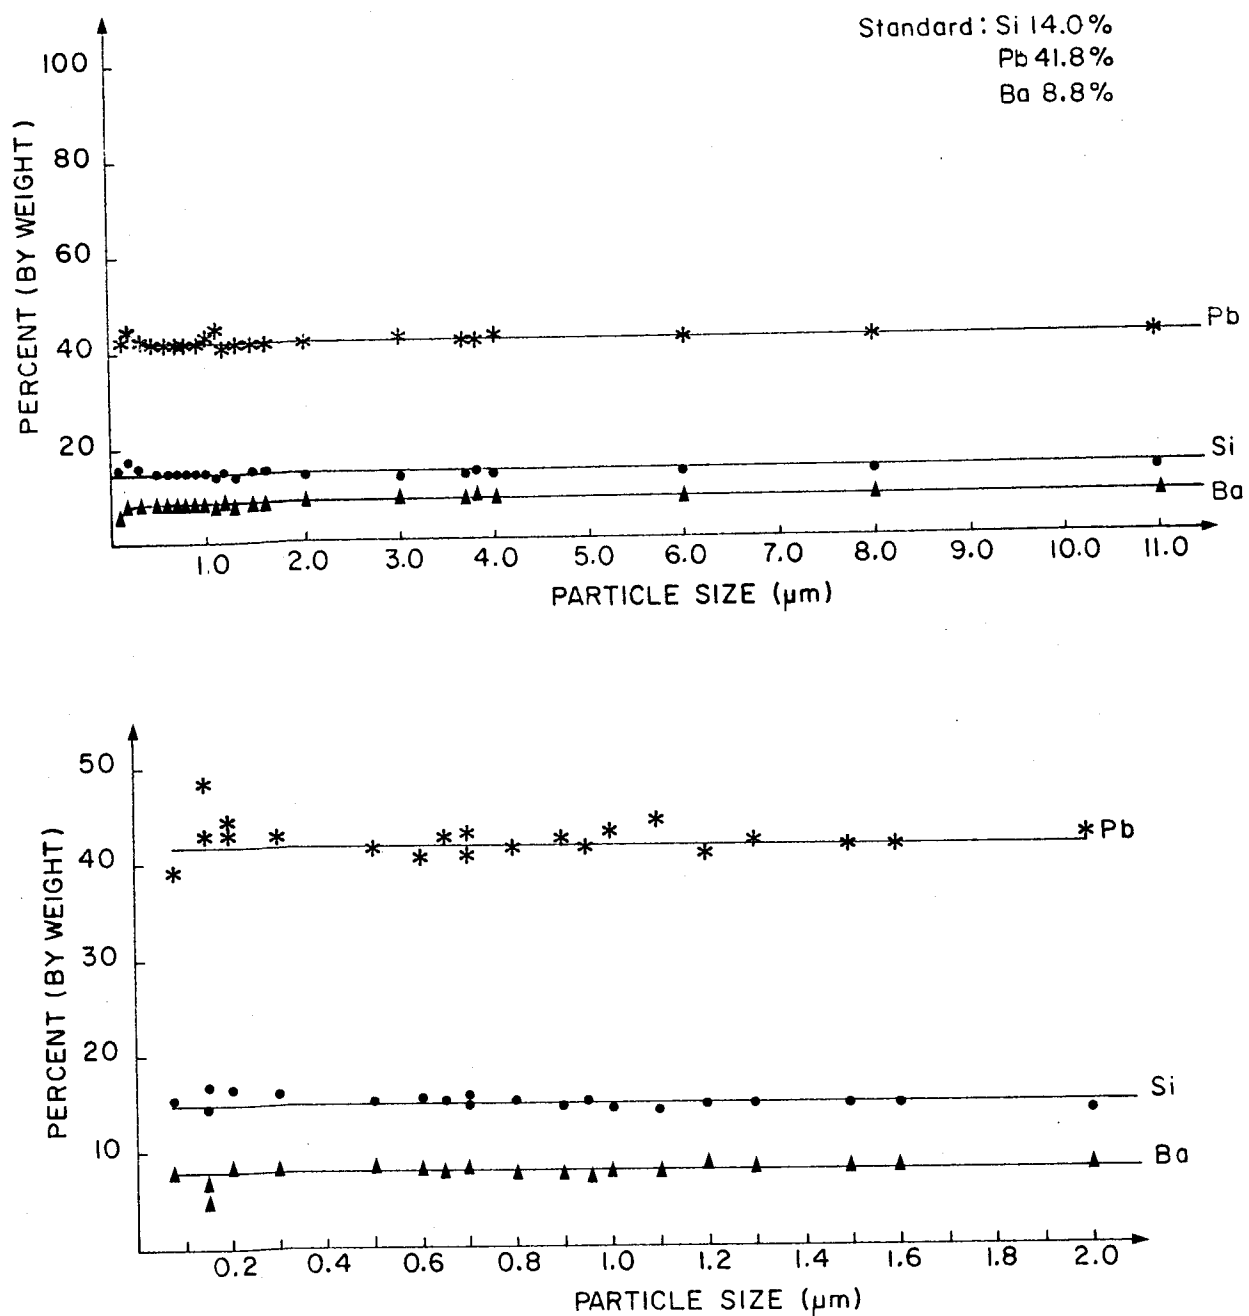 Standard: Si 14.0%
Pb 41.8%
Ba 8.8%
PERCENT (BY WEIGHT)
100
80
60
40
20
Pb
Si
Ba
1.0 2.0 3.0 4.0 5.0 6.0 7.0 8.0 9.0 10.0 11.0
PARTICLE SIZE (µm)
PERCENT (BY WEIGHT)
50
40
30
20
10
Pb
Si
Ba
0.2 0.4 0.6 0.8 1.0 1.2 1.4 1.6 1.8 2.0
PARTICLE SIZE (µm)